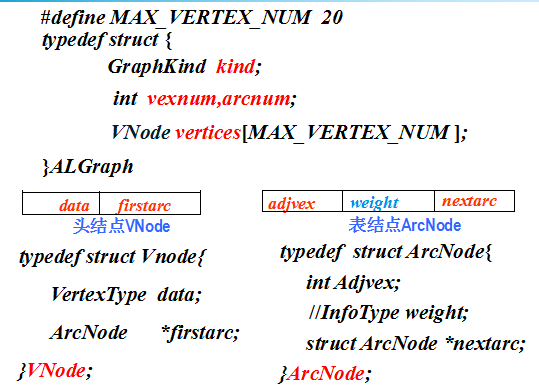 #define MAX_VERTEX_NUM 20
typedef struct {
GraphKind kind;
int vexnum,arcnum;
VNode vertices[MAX_VERTEX_NUM ];
}ALGraph
data firstarc
头结点VNode
typedef struct Vnode{
VertexType data;
ArcNode *firstarc;
}VNode;
adjvex weight nextarc
表结点ArcNode
typedef struct ArcNode{
int Adjvex;
//InfoType weight;
struct ArcNode *nextarc;
}ArcNode;